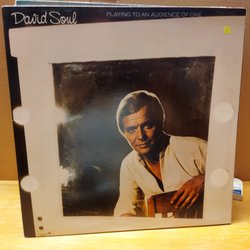 David Soul
PLAYING TO AN AUDIENCE OF ONE